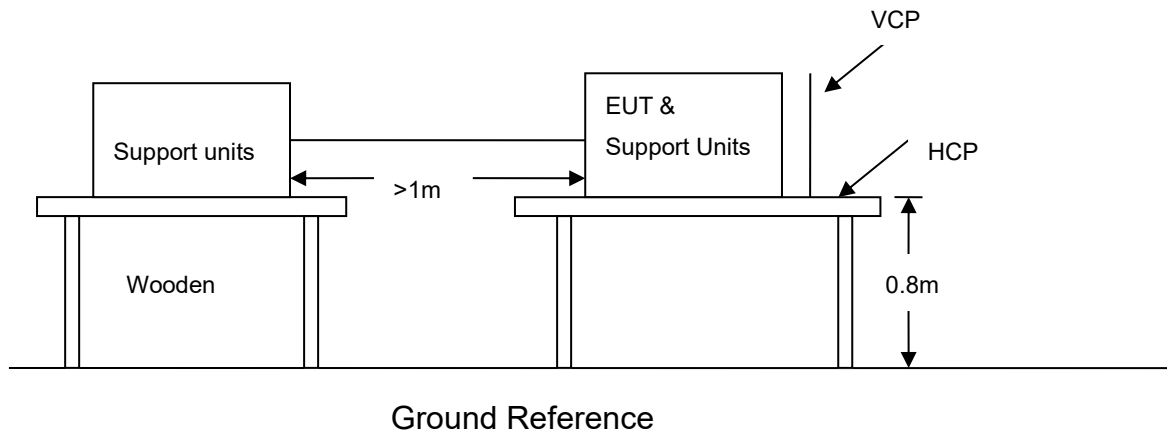 VCP
EUT &
Support Units
Support units
HCP
>1m
Wooden
0.8m
Ground Reference